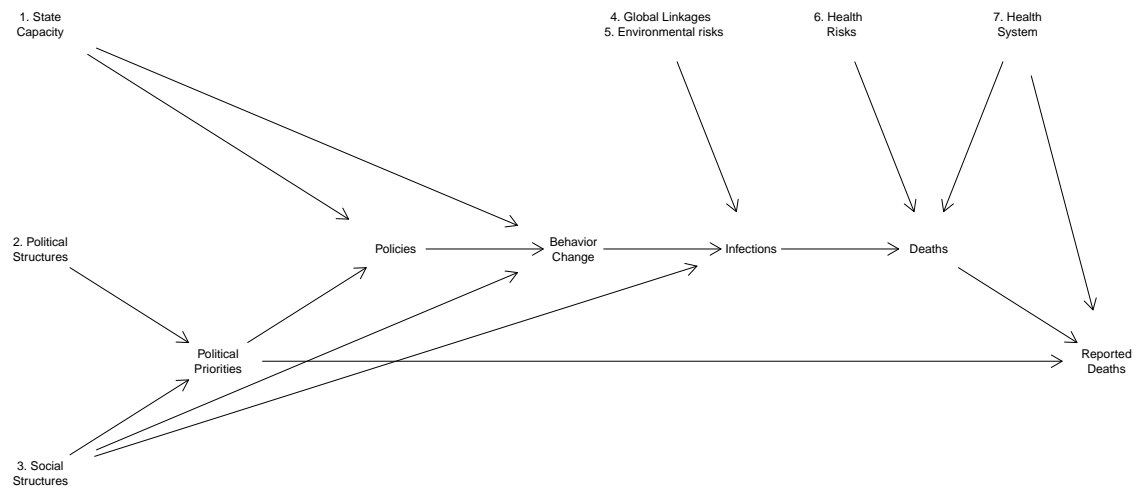 1. State
Capacity
4. Global Linkages
5. Environmental risks
6. Health
Risks
7. Health
System
2. Political
Structures
Policies
Behavior
Change
Infections
Deaths
Political
Priorities
Reported
Deaths
3. Social
Structures